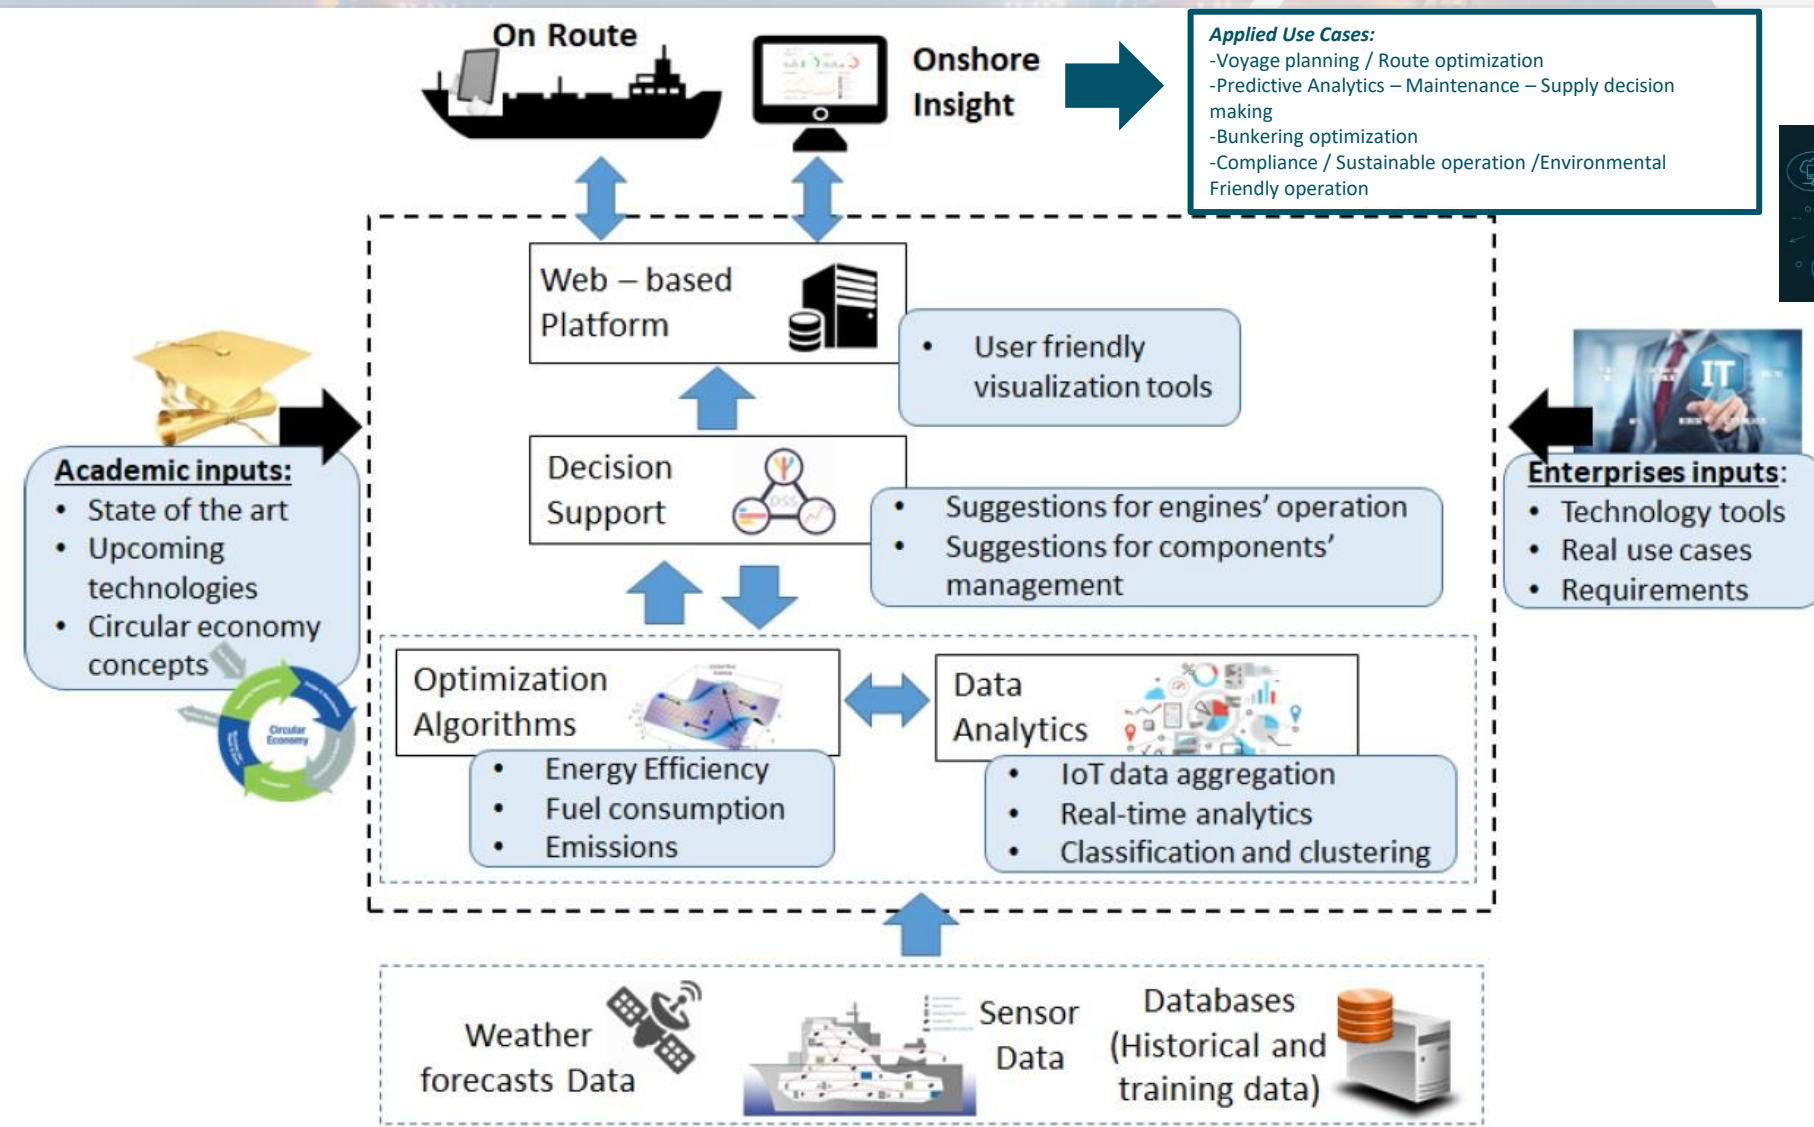 On Route
Onshore
Insight
Applied Use Cases:
-Voyage planning / Route optimization
-Predictive Analytics – Maintenance – Supply decision
making
-Bunkering optimization
-Compliance / Sustainable operation /Environmental
Friendly operation
Web – based
Platform
• User friendly
visualization tools
IT
Academic inputs:
• State of the art
• Upcoming
technologies
• Circular economy
concepts
Circular
Economy
Decision
Support
DSS
• Suggestions for engines’ operation
• Suggestions for components’
management
Enterprises inputs:
• Technology tools
• Real use cases
• Requirements
Optimization
Algorithms
• Energy Efficiency
• Fuel consumption
• Emissions
Data
Analytics
• IoT data aggregation
• Real-time analytics
• Classification and clustering
Weather
forecasts Data
Sensor
Data
Databases
(Historical and
training data)